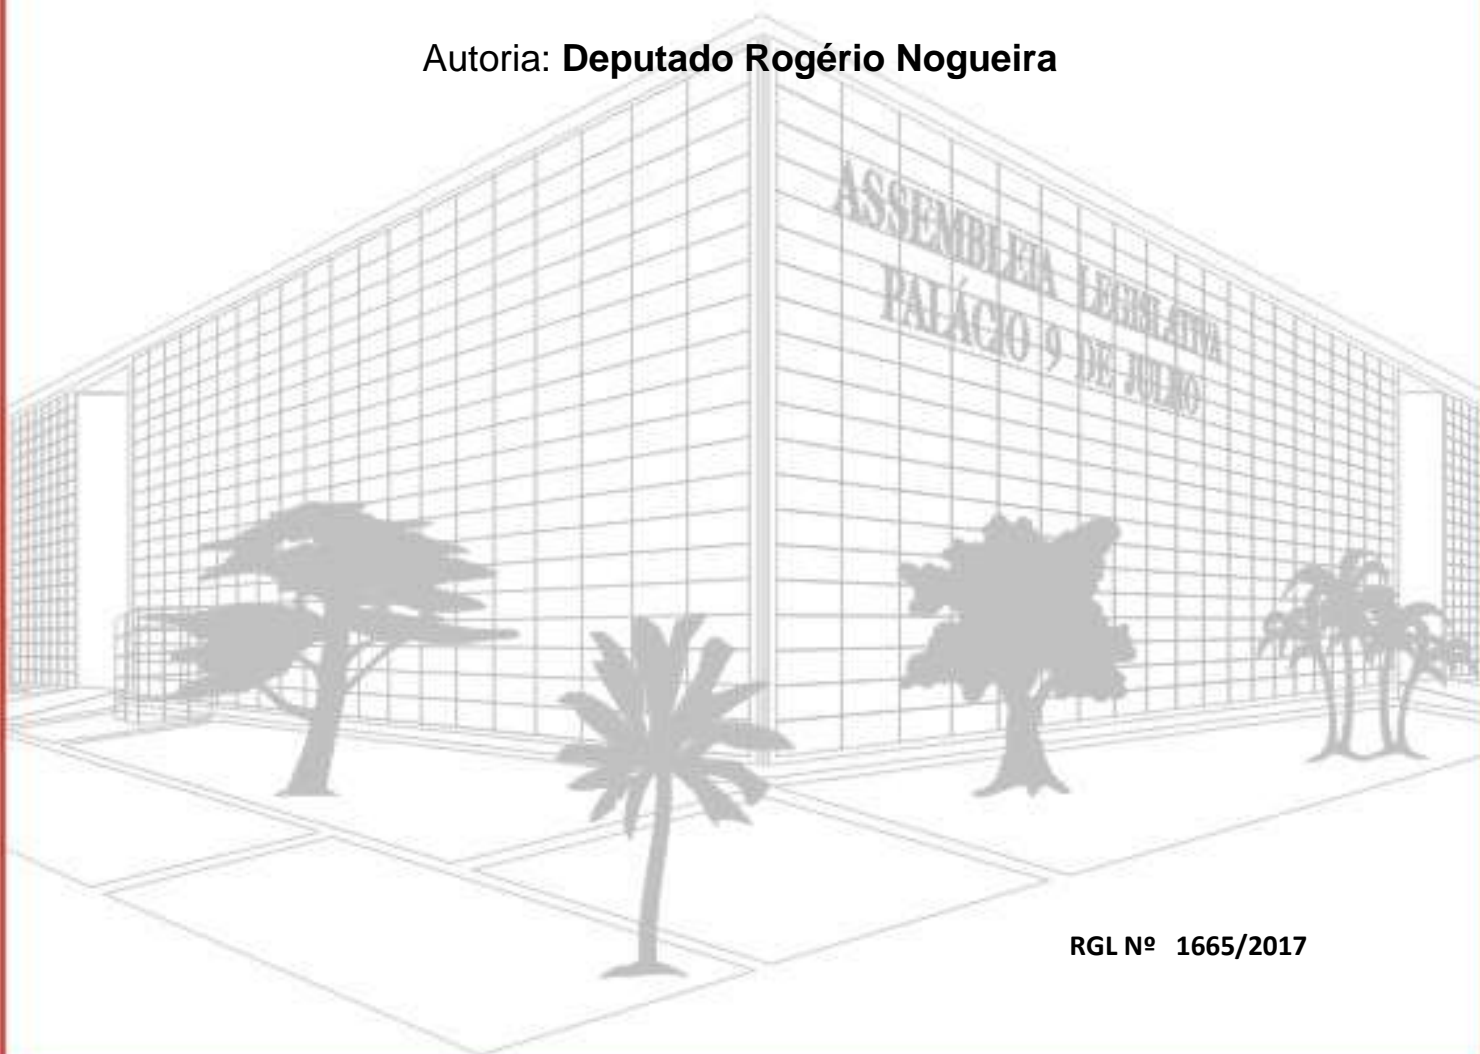 Autoria: Deputado Rogério Nogueira
ASSEMBLEIA LEGISLATIVA
PALÁCIO 9 DE JULHO
RGL Nº 1665/2017